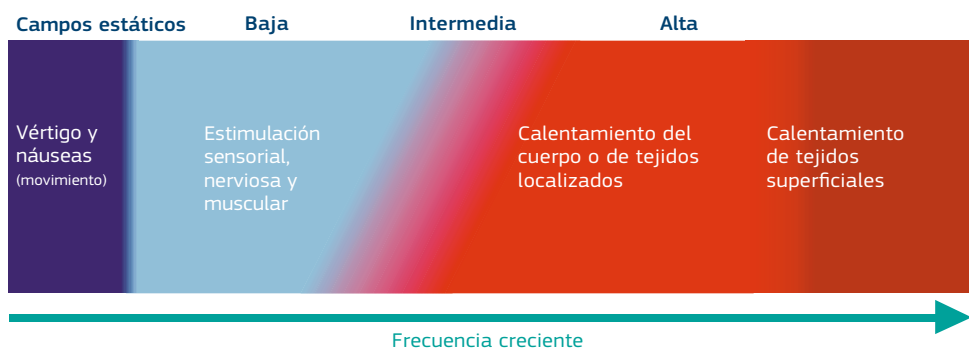 Campos estáticos
Baja
Intermedia
Alta
Vértigo y
náuseas
(movimiento)
Estimulación
sensorial,
nerviosa y
muscular
Calentamiento del
cuerpo o de tejidos
localizados
Calentamiento
de tejidos
superficiales
Frecuencia creciente